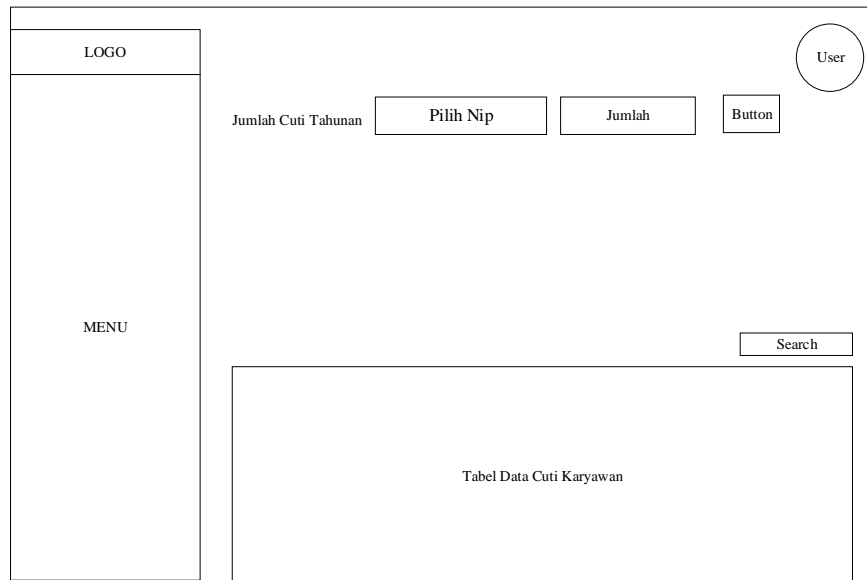 LOGO
User
Jumlah Cuti Tahunan
Pilih Nip
Jumlah
Button
MENU
Search
Tabel Data Cuti Karyawan